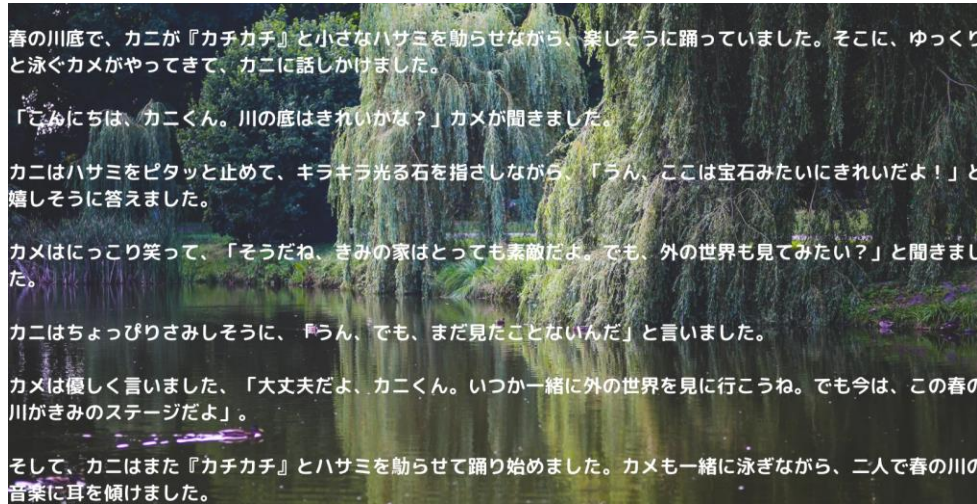 春の川底で、カニが『カチカチ』と小さなハサミを鳴らせながら、楽しそうに踊っていました。そこに、ゆっくり
と泳ぐカメがやってきて、カニに話しかけました。
「こんにちは、カニくん。川の底はきれいかな？」カメが聞きました。
カニはハサミをピタッと止めて、キラキラ光る石を指さしながら、「うん、ここは宝石みたいにきれいだよ！」と
嬉しそうに答えました。
カメはにっこり笑って、「そうだね、きみの家はとっても素敵だよ。でも、外の世界も見てみたい？」と聞きまし
た。
カニはちょっぴりさみしそうに、「うん、でも、まだ見たことないんだ」と言いました。
カメは優しく言いました、「大丈夫だよ、カニくん。いつか一緒に外の世界を見に行こうね。でも今は、この春の
川がきみのステージだよ」。
そして、カニはまた『カチカチ』とハサミを鳴らせて踊り始めました。カメも一緒に泳ぎながら、二人で春の川の
音楽に耳を傾けました。